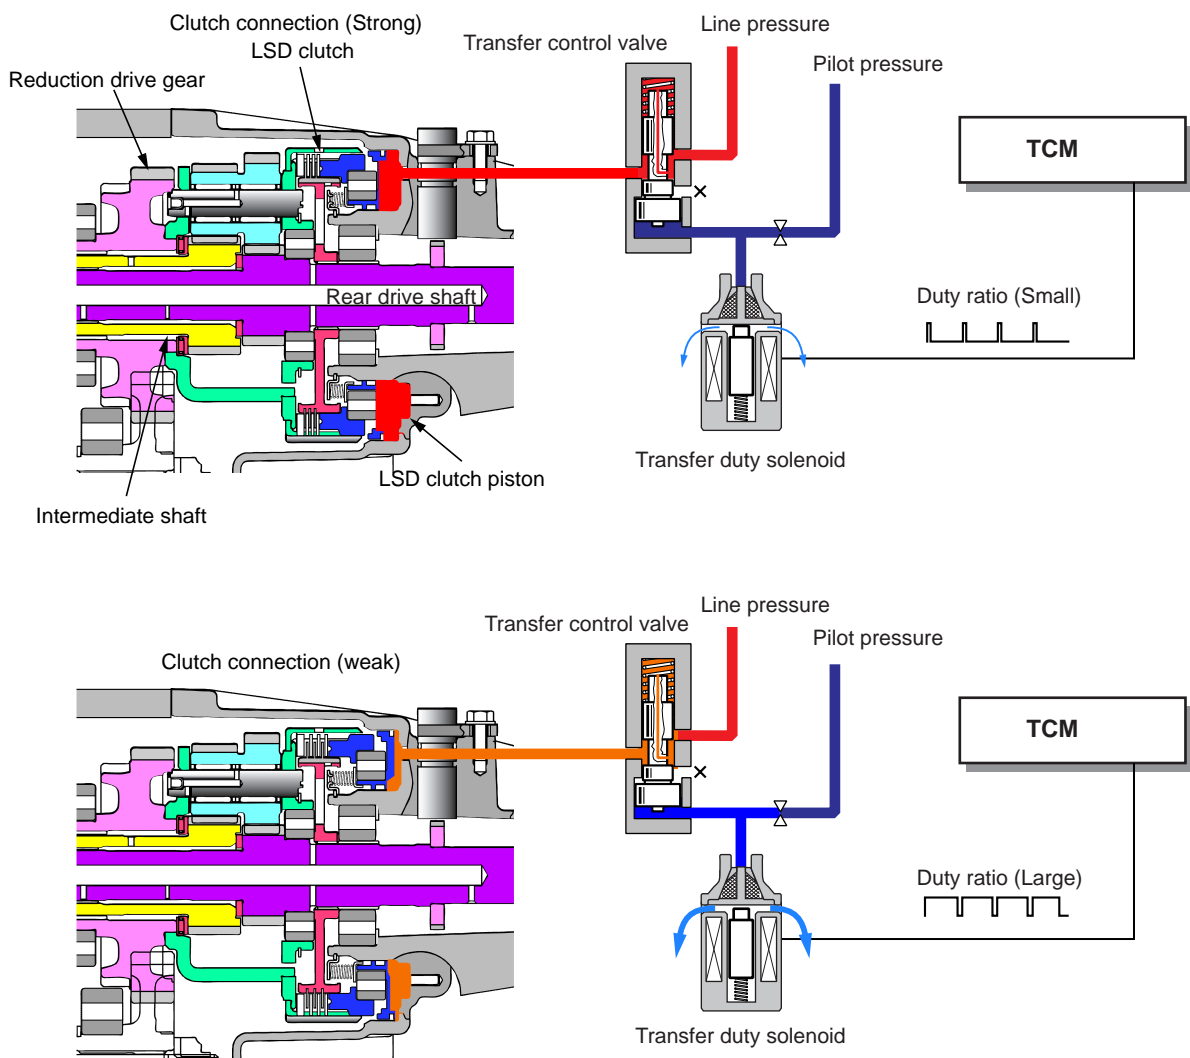 Clutch connection (Strong)
LSD clutch
Reduction drive gear
Transfer control valve
Line pressure
Pilot pressure
TCM
Rear drive shaft
Duty ratio (Small)
Transfer duty solenoid
LSD clutch piston
Intermediate shaft
Clutch connection (weak)
Transfer control valve
Line pressure
Pilot pressure
TCM
Duty ratio (Large)
Transfer duty solenoid